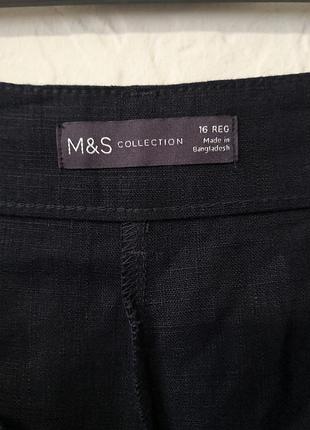 M&S COLLECTION
16 REG
Made in
Bangladesh